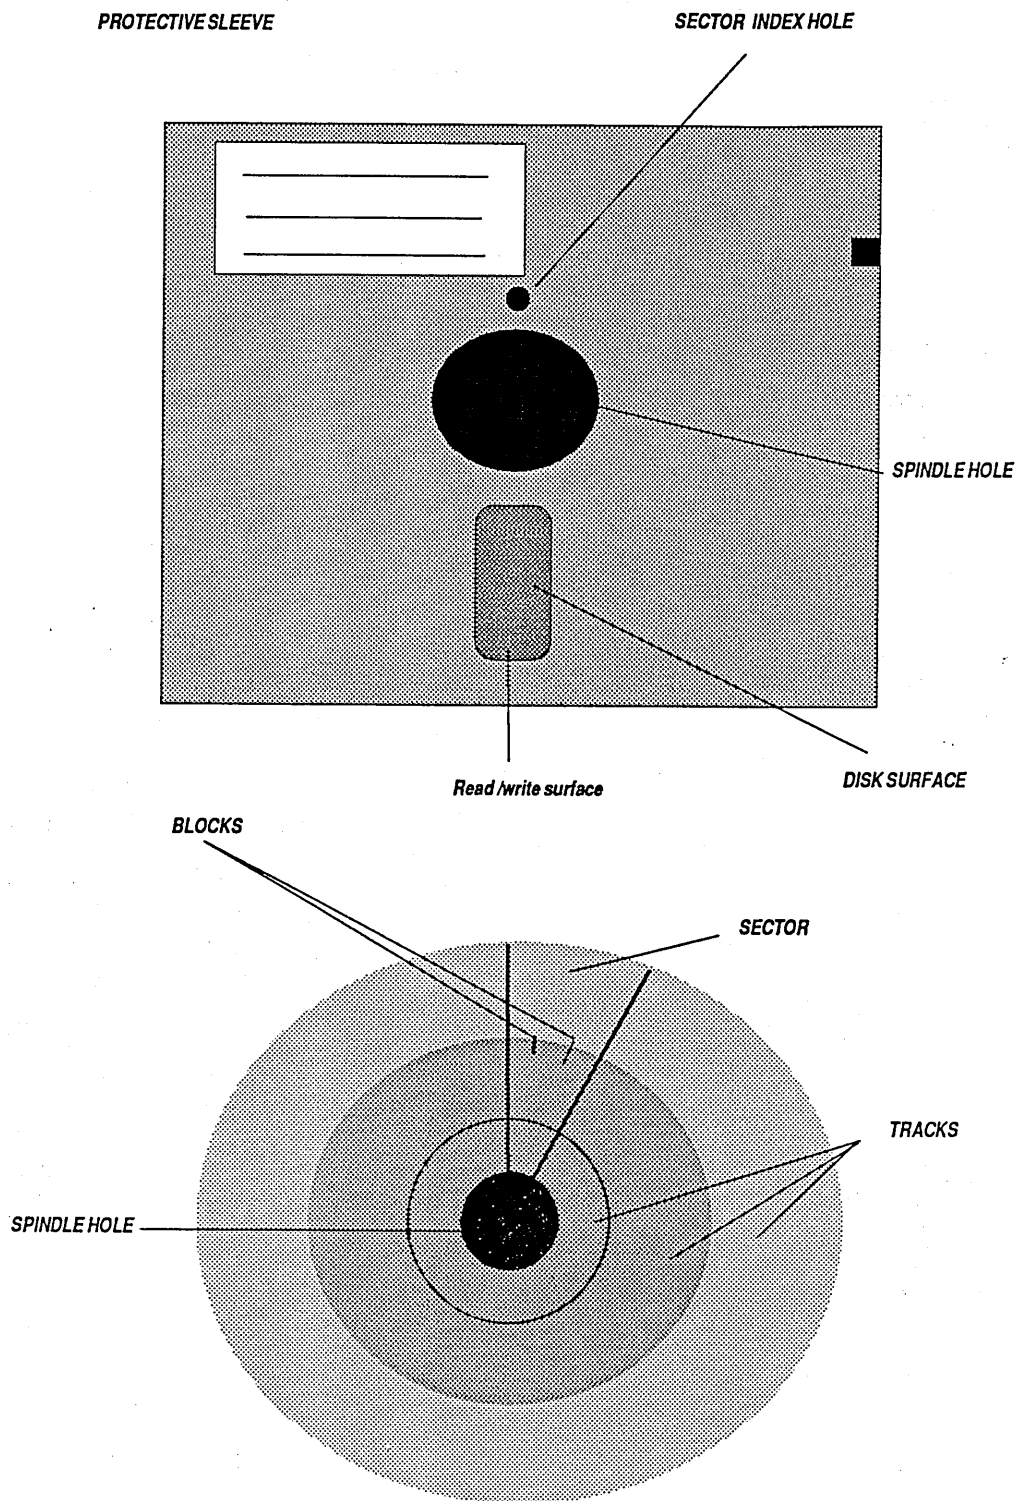 PROTECTIVE SLEEVE
SECTOR INDEX HOLE
SPINDLE HOLE
Read /write surface
DISK SURFACE
BLOCKS
SECTOR
TRACKS
SPINDLE HOLE